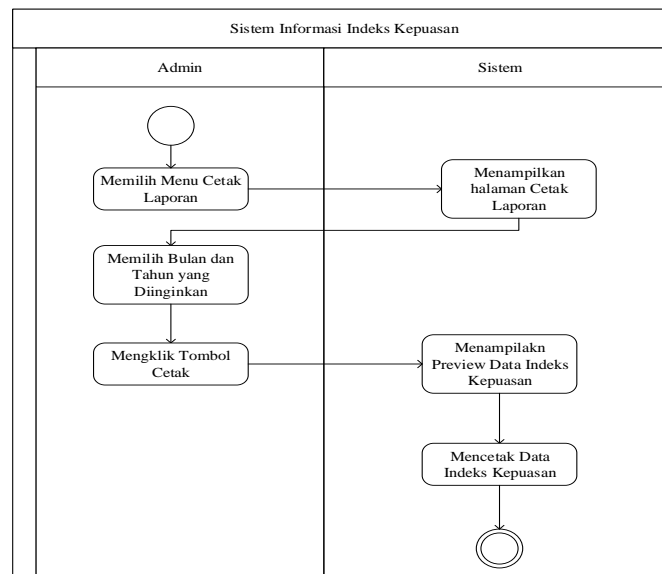 Sistem Informasi Indeks Kepuasan
Admin
Sistem
Memilih Menu Cetak
Laporan
Menampilkan
halaman Cetak
Laporan
Memilih Bulan dan
Tahun yang
Diinginkan
Mengklik Tombol
Cetak
Menampilakn
Preview Data Indeks
Kepuasan
Mencetak Data
Indeks Kepuasan